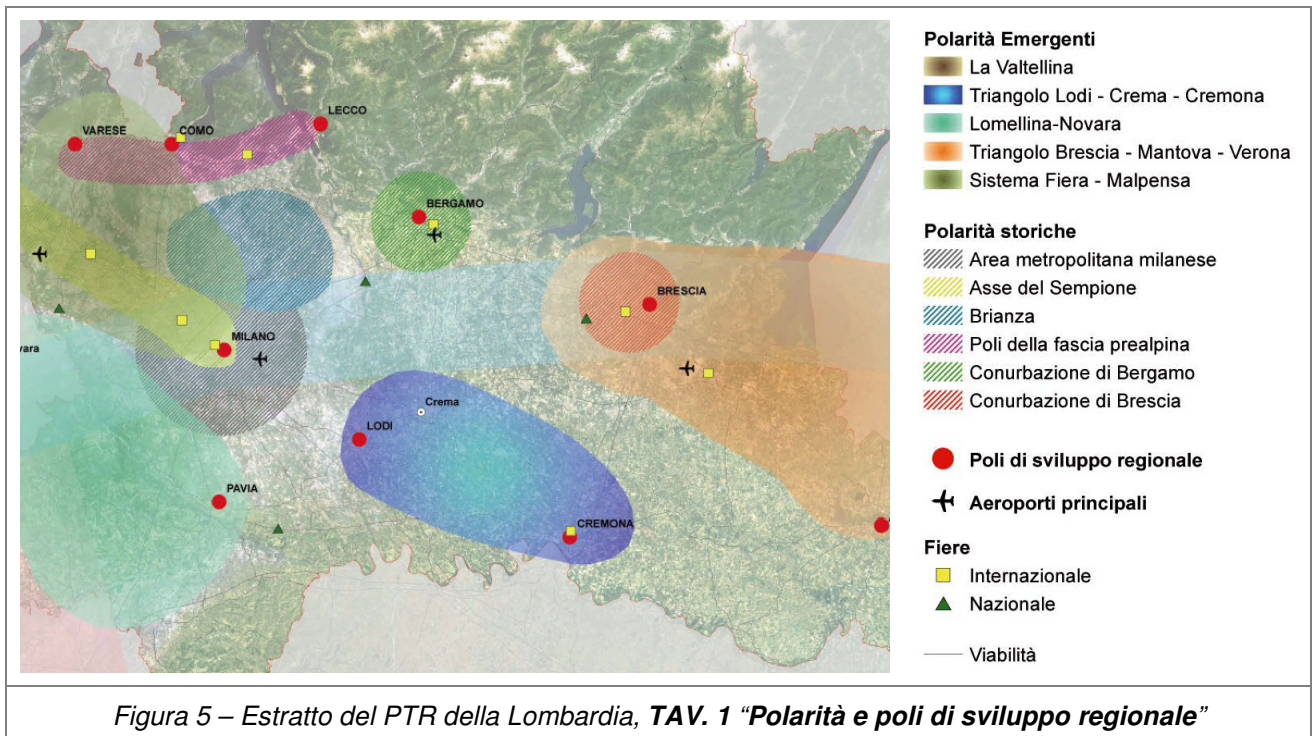 LECCO
VARESE
COMO
BERGAMO
BRESCIA
MILANO
vara
Crema
LODI
PAVIA
CREMONA
Polarità Emergenti
La Valtellina
Triangolo Lodi - Crema - Cremona
Lomellina-Novara
Triangolo Brescia - Mantova - Verona
Sistema Fiera - Malpensa
Polarità storiche
Area metropolitana milanese
Asse del Sempione
Brianza
Poli della fascia prealpina
Conurbazione di Bergamo
Conurbazione di Brescia
Poli di sviluppo regionale
Aeroporti principali
Fiere
Internazionale
Nazionale
Viabilità
Figura 5 – Estratto del PTR della Lombardia, TAV. 1 “Polarità e poli di sviluppo regionale”